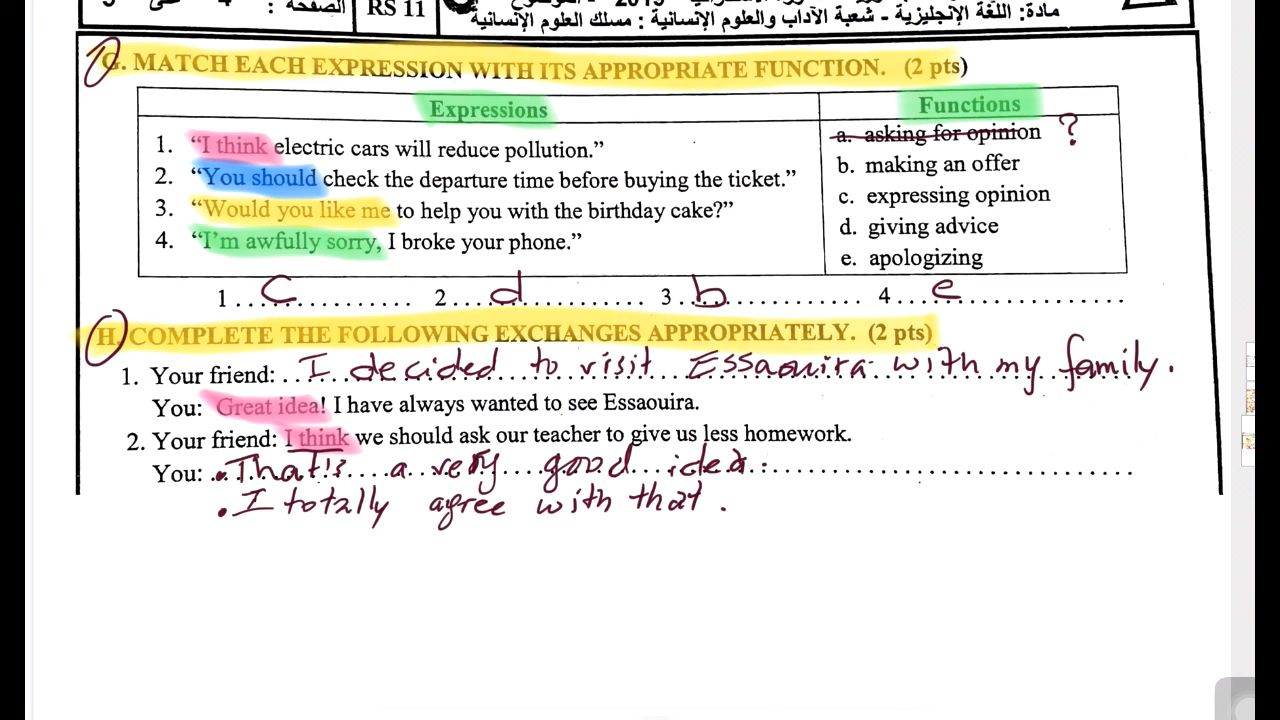 الصفحة :
RS 11
مادة: اللغة الإنجليزية - شعبة الآداب والعلوم الإنسانية : مسلك العلوم الإنسانية
G. MATCH EACH EXPRESSION WITH ITS APPROPRIATE FUNCTION. (2 pts)
Expressions Functions
1. “I think electric cars will reduce pollution.” a. asking for opinion ?
2. “You should check the departure time before buying the ticket.” b. making an offer
3. “Would you like me to help you with the birthday cake?” c. expressing opinion
4. “I'm awfully sorry, I broke your phone.” d. giving advice
e. apologizing
1...c........... 2....d............ 3..b............. 4....e..................
H. COMPLETE THE FOLLOWING EXCHANGES APPROPRIATELY. (2 pts)
1. Your friend: I decided to visit Essaouira with my family.
You: Great idea! I have always wanted to see Essaouira.
2. Your friend: I think we should ask our teacher to give us less homework.
You: . That's a very good idea.
. I totally agree with that.